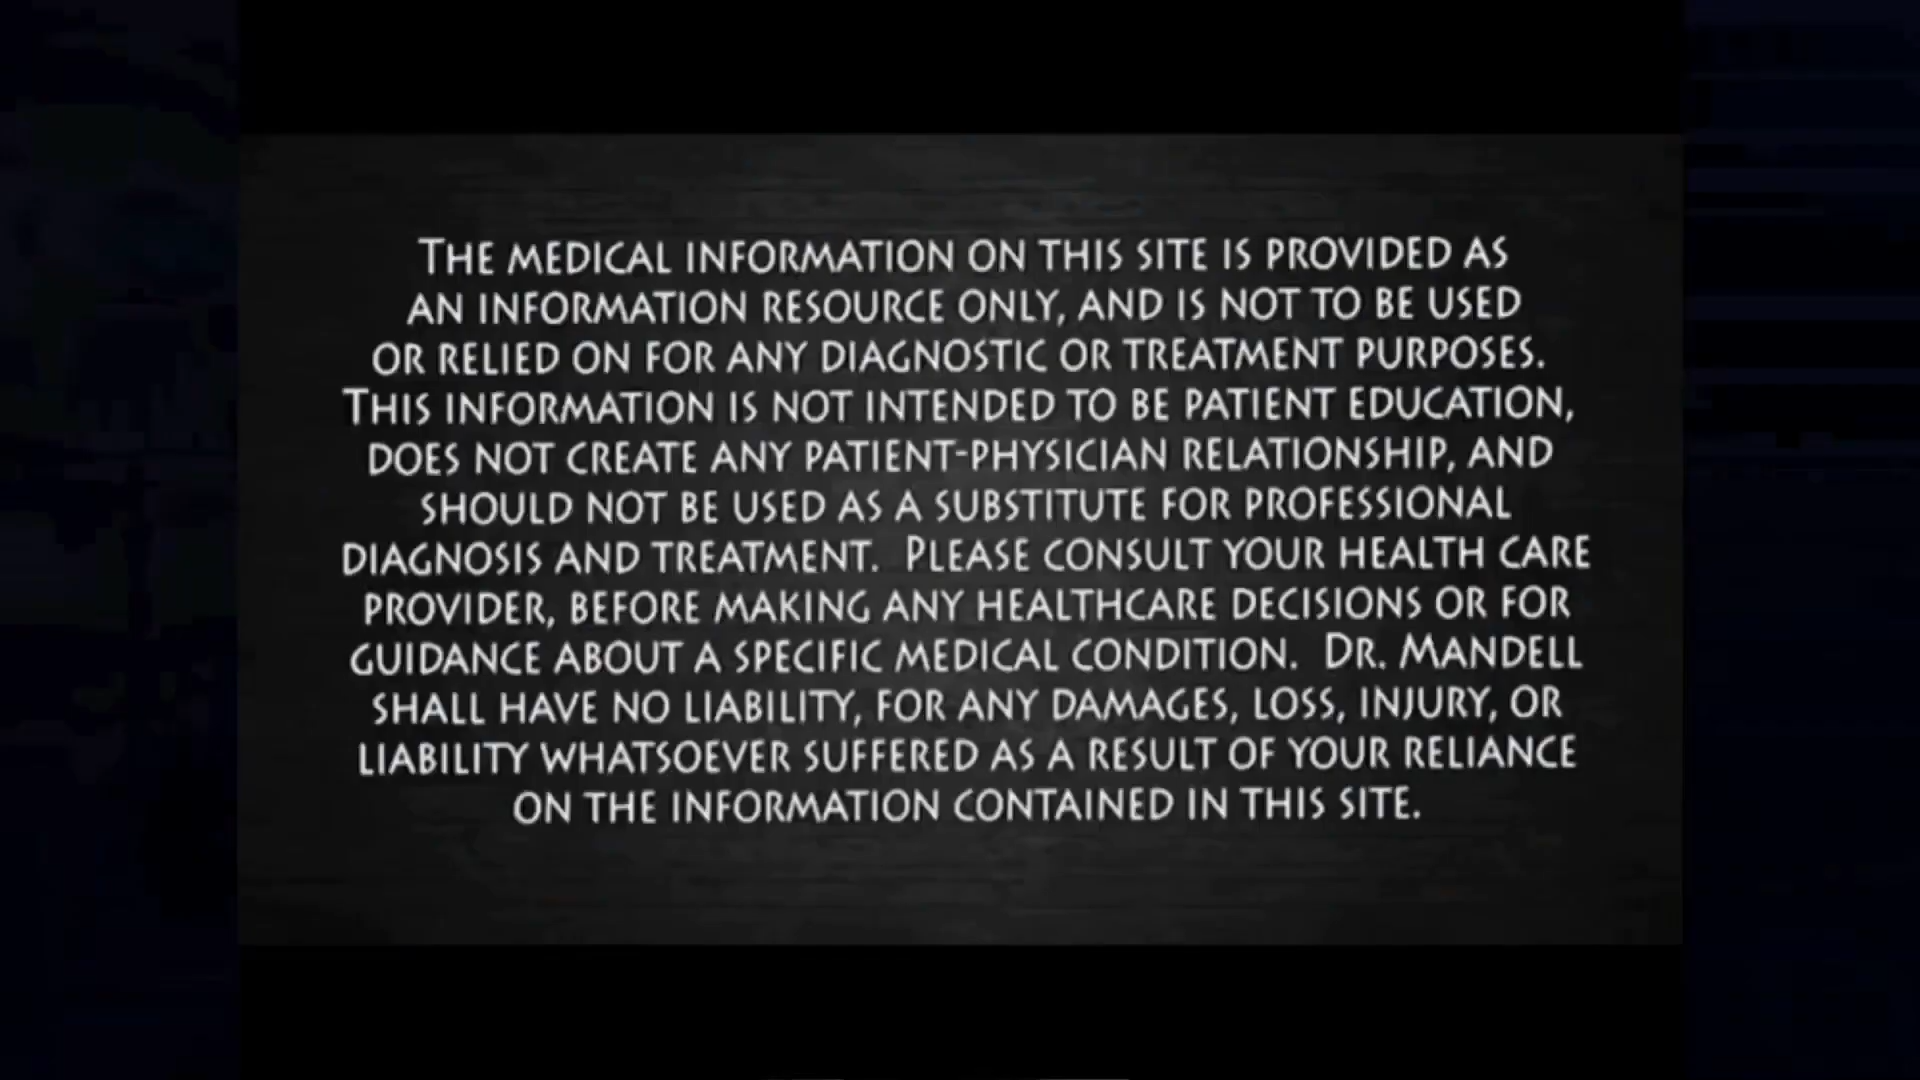 The medical information on this site is provided as
an information resource only, and is not to be used
or relied on for any diagnostic or treatment purposes.
This information is not intended to be patient education,
does not create any patient-physician relationship, and
should not be used as a substitute for professional
diagnosis and treatment. Please consult your health care
provider, before making any healthcare decisions or for
guidance about a specific medical condition. Dr. Mandell
shall have no liability, for any damages, loss, injury, or
liability whatsoever suffered as a result of your reliance
on the information contained in this site.